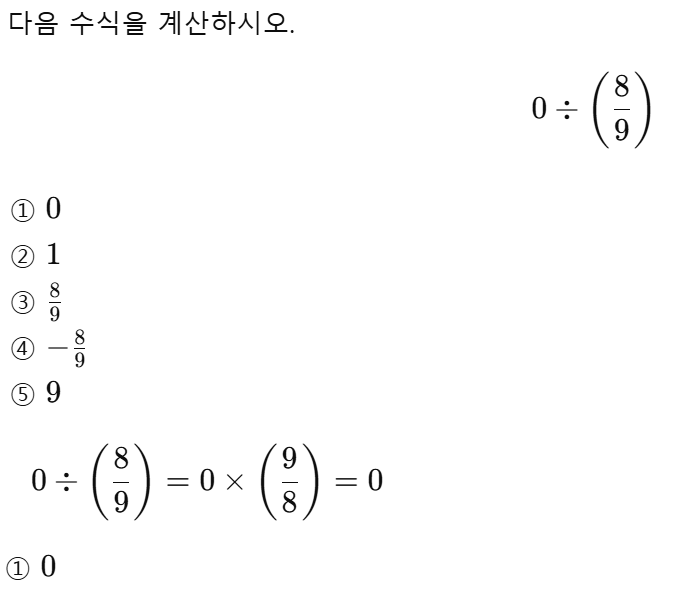 다음 수식을 계산하시오.
0 ÷ (8/9)
① 0
② 1
③ 8/9
④ −8/9
⑤ 9
0 ÷ (8/9) = 0 × (9/8) = 0
① 0